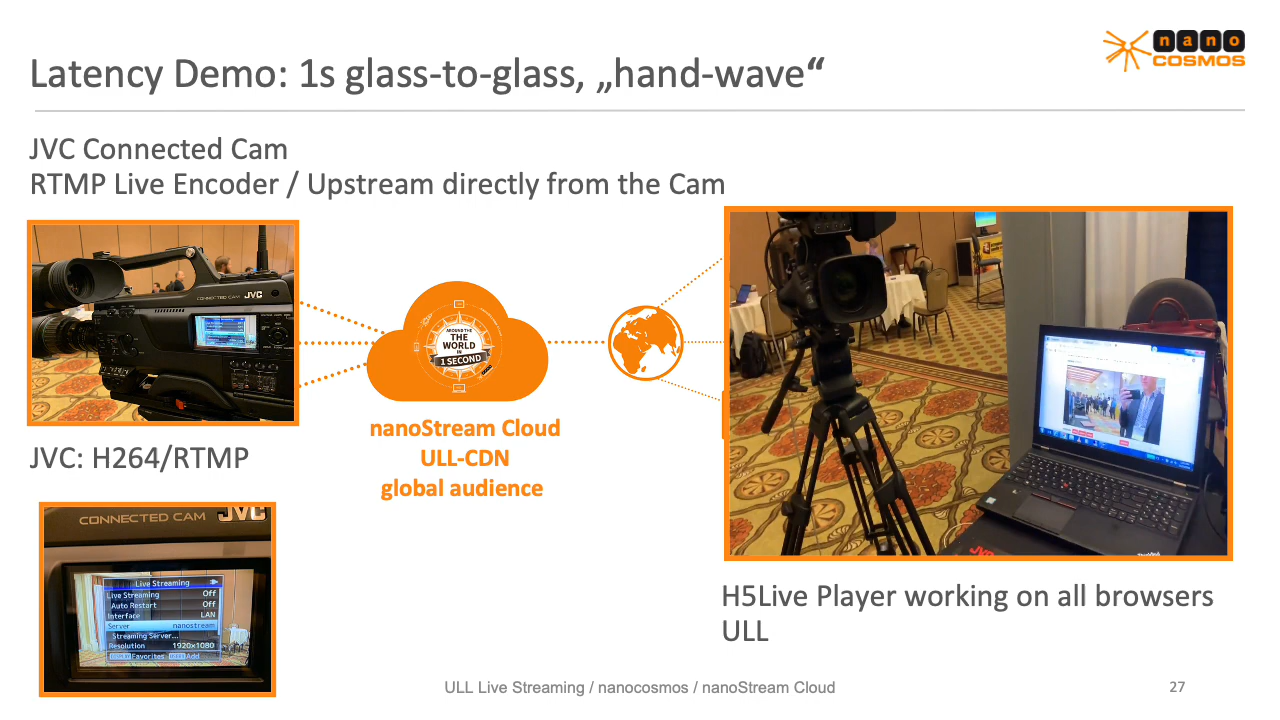 nano
COSMOS
Latency Demo: 1s glass-to-glass, „hand-wave“
JVC Connected Cam
RTMP Live Encoder / Upstream directly from the Cam
CONNECTED CAM JVC
AROUND THE
THE
WORLD
IN
1 SECOND
nanoStream Cloud
ULL-CDN
global audience
JVC: H264/RTMP
CONNECTED CAM JVC
Live Streaming
Live Streaming Off
Auto Restart Off
Interface LAN
Server nanostream
Streaming Server...
Resolution 1920×1080
Favorites Add
JVC
H5Live Player working on all browsers
ULL
ULL Live Streaming / nanocosmos / nanoStream Cloud
27